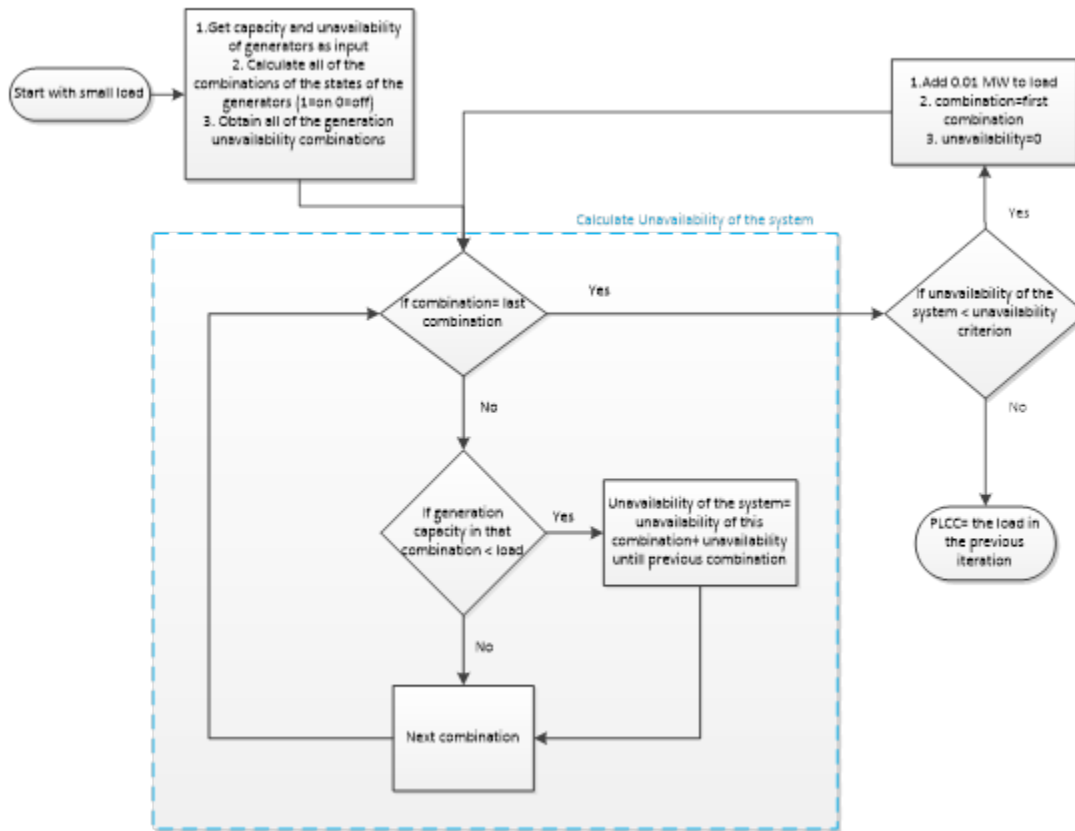 Start with small load
1.Get capacity and unavailability
of generators as input
2. Calculate all of the
combinations of the states of the
generators (1=on 0=off)
3. Obtain all of the generation
unavailability combinations
1.Add 0.01 MW to load
2. combination=first
combination
3. unavailability=0
Yes
Calculate Unavailability of the system
If combination= last
combination
Yes
If unavailability of the
system < unavailability
criterion
No
No
If generation
capacity in that
combination < load
Yes
Unavailability of the system=
unavailability of this
combination+ unavailability
untill previous combination
PLCC= the load in
the previous
iteration
No
Next combination